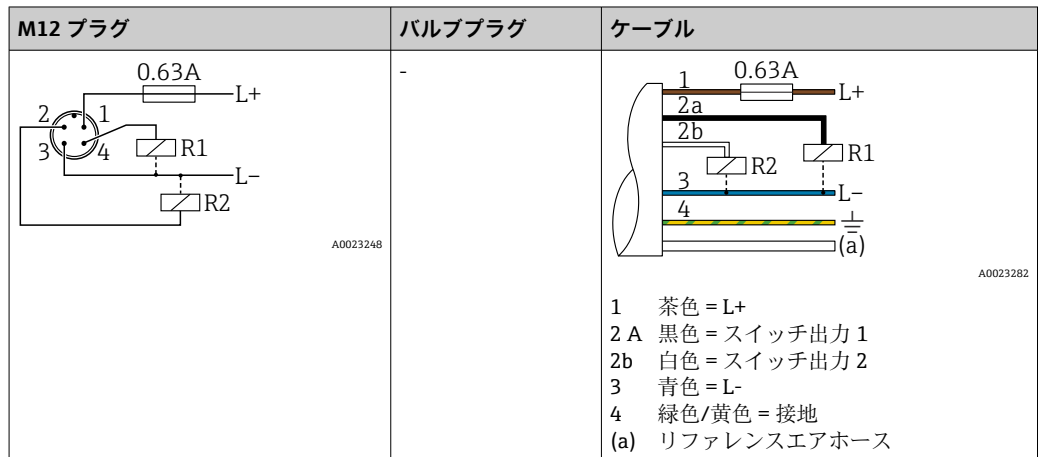 M12 プラグ
バルブプラグ
ケーブル
0.63A
L+
2
1
3
4
R1
L–
R2
A0023248
-
1
0.63A
L+
2a
2b
R1
R2
3
L–
4
(a)
A0023282
1 茶色 = L+
2 A 黒色 = スイッチ出力 1
2b 白色 = スイッチ出力 2
3 青色 = L-
4 緑色/黄色 = 接地
(a) リファレンスエアホース